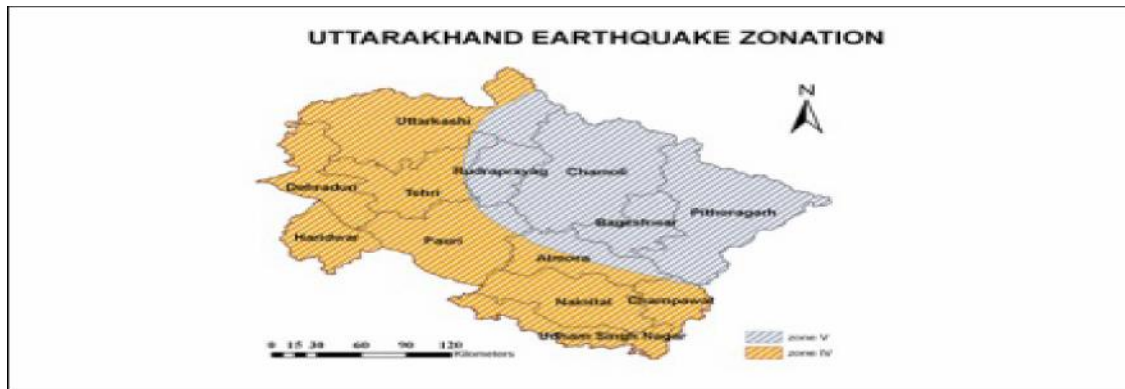 UTTARAKHAND EARTHQUAKE ZONATION
N
Uttarkashi
Rudraprayag
Chamoli
Dehradun
Tehri
Pithoragarh
Bageshwar
Haridwar
Pauri
Almora
Nainital
Champawat
Udham Singh Nagar
0 15 30 60 90 120
Kilometers
zone V
zone IV